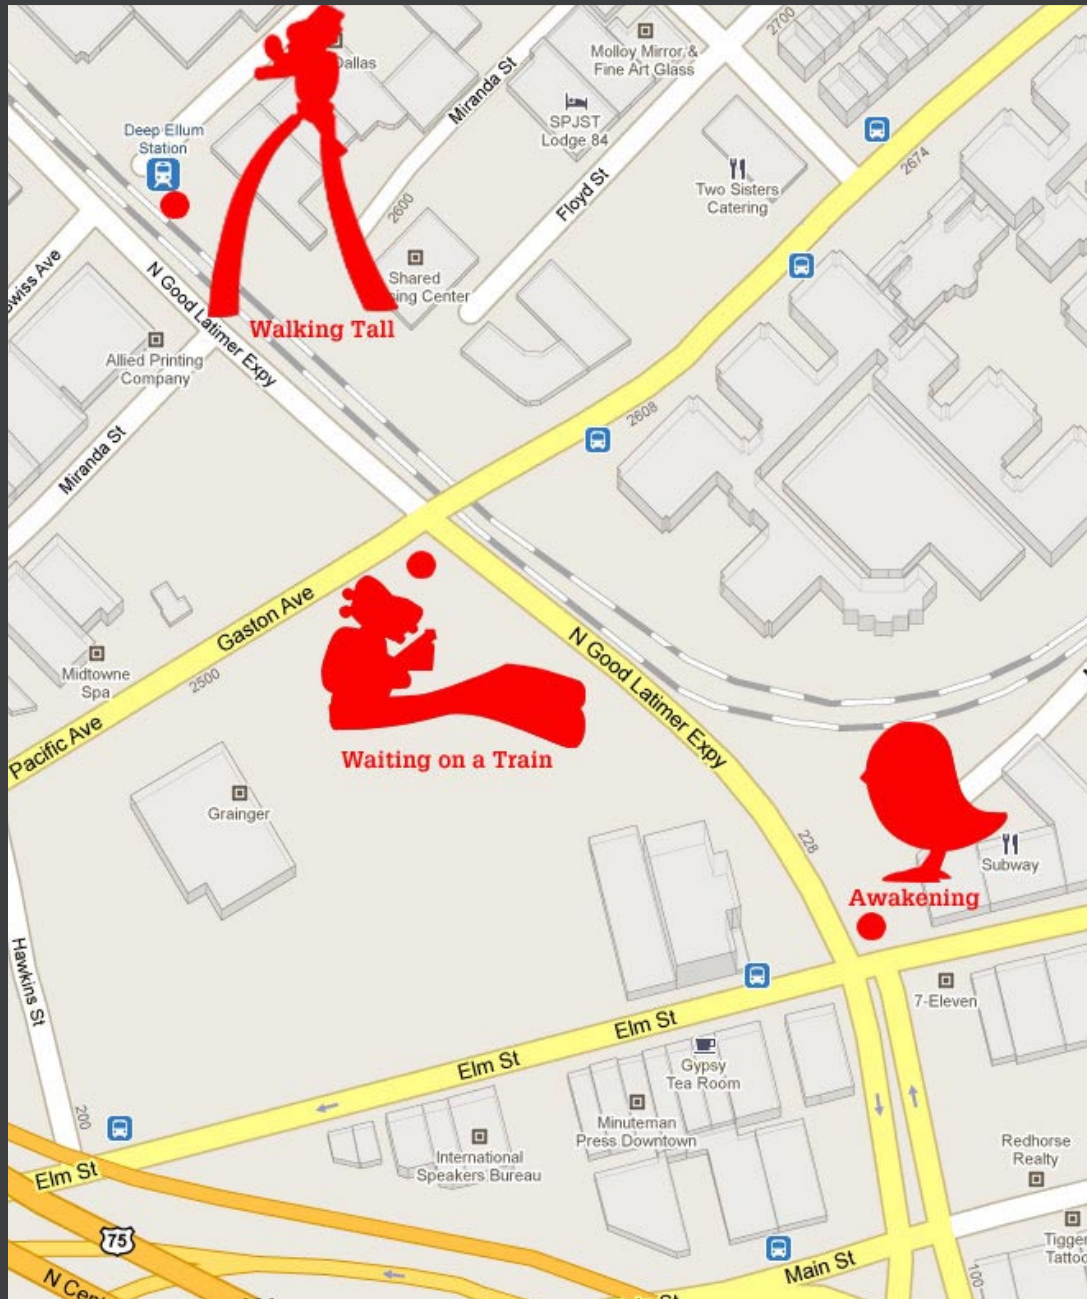 2700
Molloy Mirror &
Fine Art Glass
Dallas
Miranda St
SPJST
Lodge 84
Deep Ellum
Station
2674
Two Sisters
Catering
Floyd St
2600
Swiss Ave
Shared
sing Center
N Good Latimer Expy
Walking Tall
Allied Printing
Company
2608
Miranda St
Gaston Ave
N Good Latimer Expy
Midtowne
Spa
2500
Pacific Ave
Waiting on a Train
Grainger
228
Subway
Awakening
Hawkins St
7-Eleven
Elm St
Elm St
Gypsy
Tea Room
200
Minuteman
Press Downtown
International
Speakers Bureau
Redhorse
Realty
Elm St
75
Tigger
Tattoo
Main St
100
N Cen
St